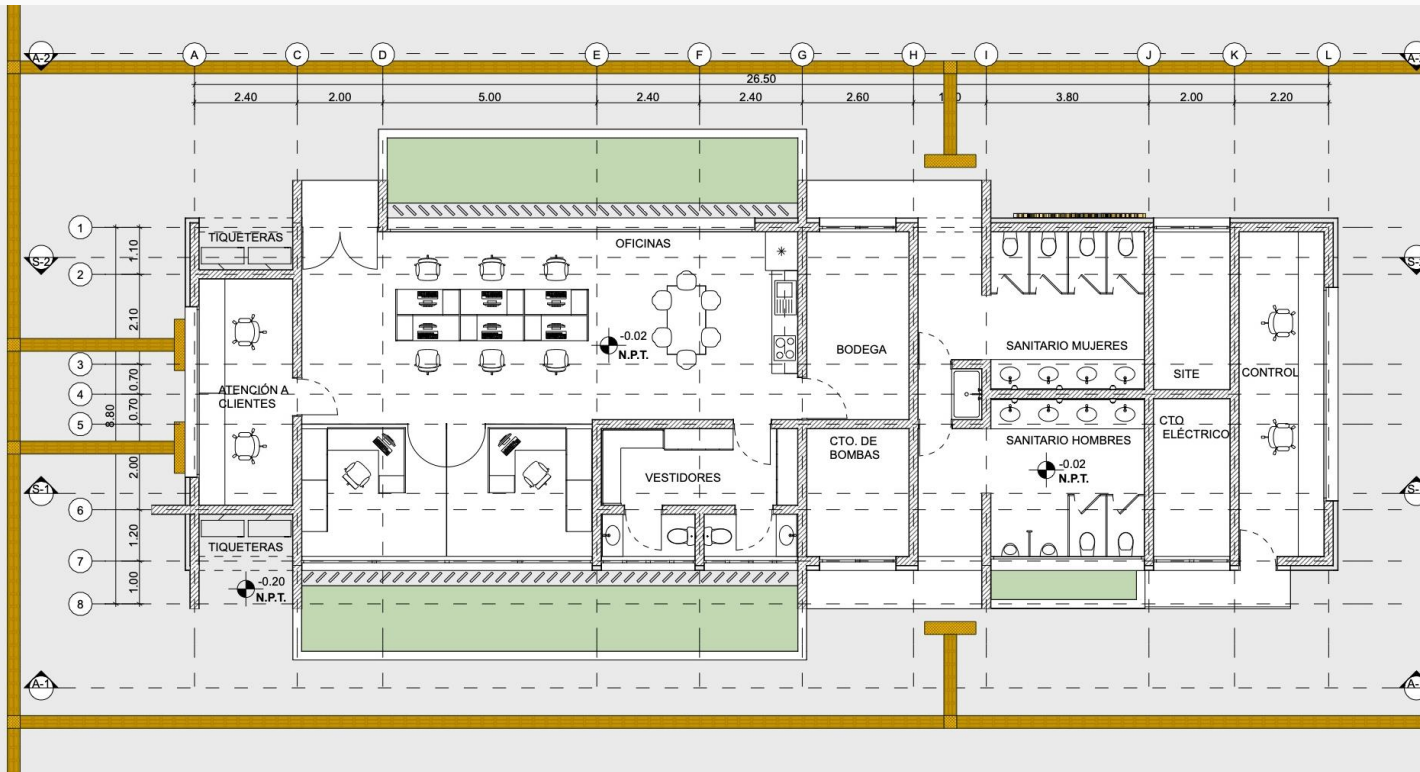 A C D E F G H I J K L
A-2
26.50
2.40 2.00 5.00 2.40 2.40 2.60 3.80 2.00 2.20
1
TIQUETERAS
OFICINAS
1.10
S-2
2
2.10
-0.02
N.P.T.
BODEGA
SANITARIO MUJERES
3
0.70
ATENCIÓN A
CLIENTES
SITE
CONTROL
4
8.80
0.70
5
CTO. DE
BOMBAS
SANITARIO HOMBRES
CTO
ELÉCTRICO
2.00
VESTIDORES
-0.02
N.P.T.
S-1
6
TIQUETERAS
1.20
7
-0.20
N.P.T.
1.00
8
A-1